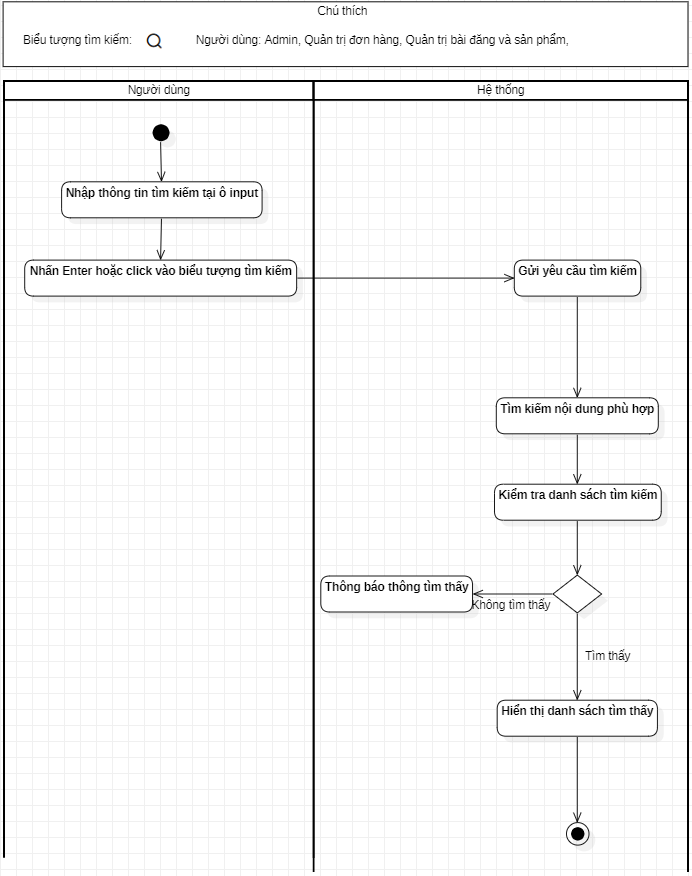 Chú thích
Biểu tượng tìm kiếm:
Người dùng: Admin, Quản trị đơn hàng, Quản trị bài đăng và sản phẩm,
Người dùng
Hệ thống
Nhập thông tin tìm kiếm tại ô input
Nhấn Enter hoặc click vào biểu tượng tìm kiếm
Gửi yêu cầu tìm kiếm
Tìm kiếm nội dung phù hợp
Kiểm tra danh sách tìm kiếm
Thông báo thông tìm thấy
Không tìm thấy
Tìm thấy
Hiển thị danh sách tìm thấy